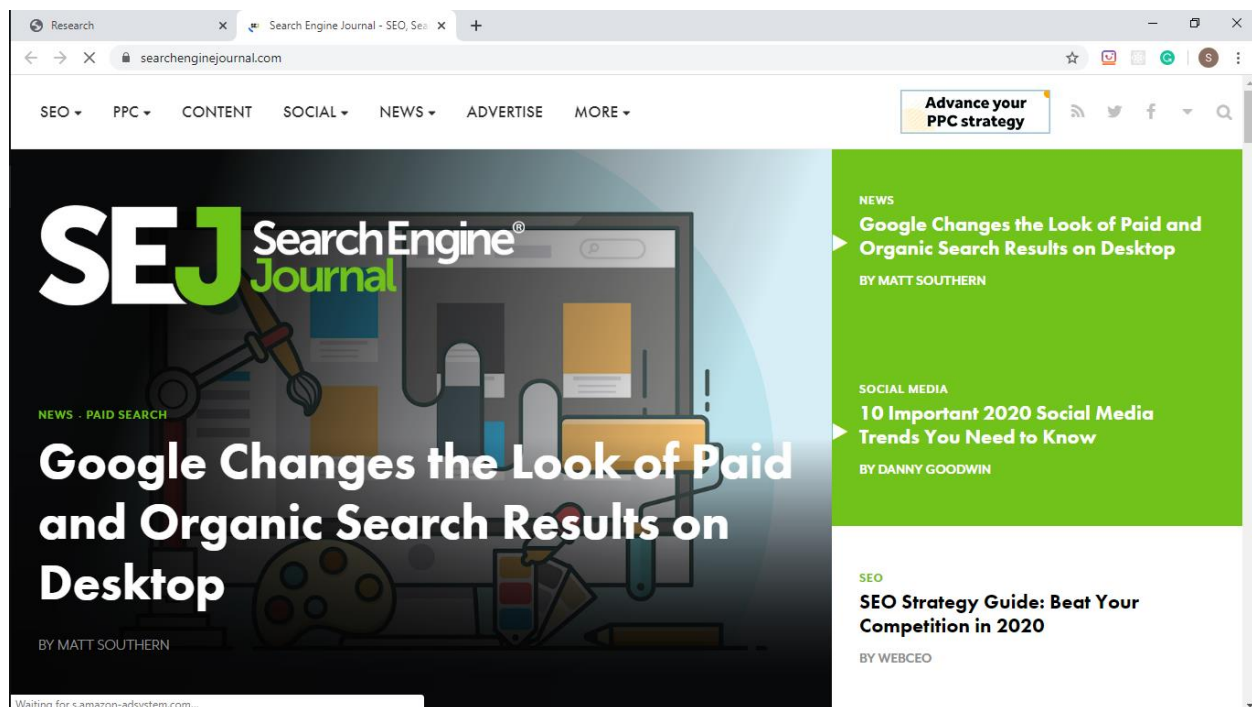 Research
Search Engine Journal - SEO, Sea
searchenginejournal.com
S
SEO
PPC
CONTENT
SOCIAL
NEWS
ADVERTISE
MORE
Advance your
PPC strategy
SEJ
Search Engine®
Journal
NEWS - PAID SEARCH
Google Changes the Look of Paid
and Organic Search Results on
Desktop
BY MATT SOUTHERN
NEWS
Google Changes the Look of Paid and
Organic Search Results on Desktop
BY MATT SOUTHERN
SOCIAL MEDIA
10 Important 2020 Social Media
Trends You Need to Know
BY DANNY GOODWIN
SEO
SEO Strategy Guide: Beat Your
Competition in 2020
BY WEBCEO
Waiting for s.amazon-adsystem.com...